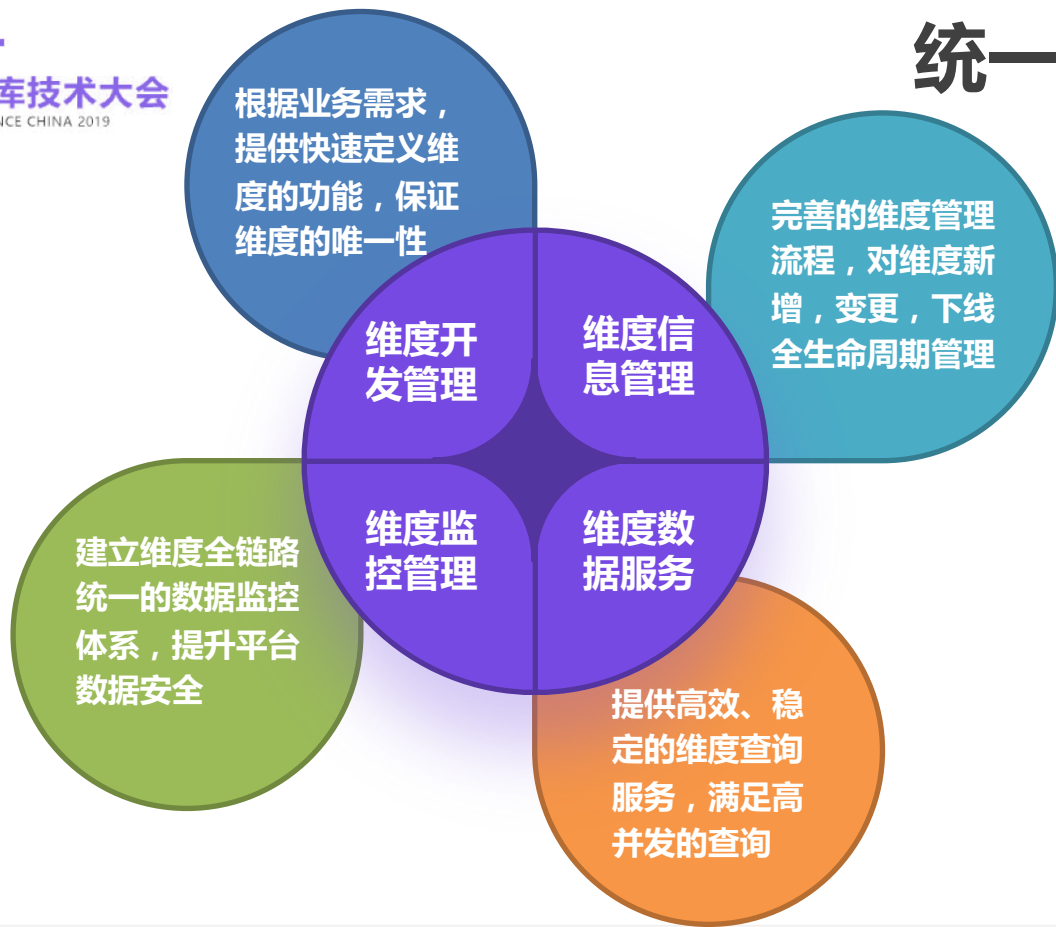 库技术大会
NCE CHINA 2019
统一
根据业务需求，
提供快速定义维
度的功能，保证
维度的唯一性
完善的维度管理
流程，对维度新
增，变更，下线
全生命周期管理
维度开
发管理
维度信
息管理
维度监
控管理
维度数
据服务
建立维度全链路
统一的数据监控
体系，提升平台
数据安全
提供高效、稳
定的维度查询
服务，满足高
并发的查询